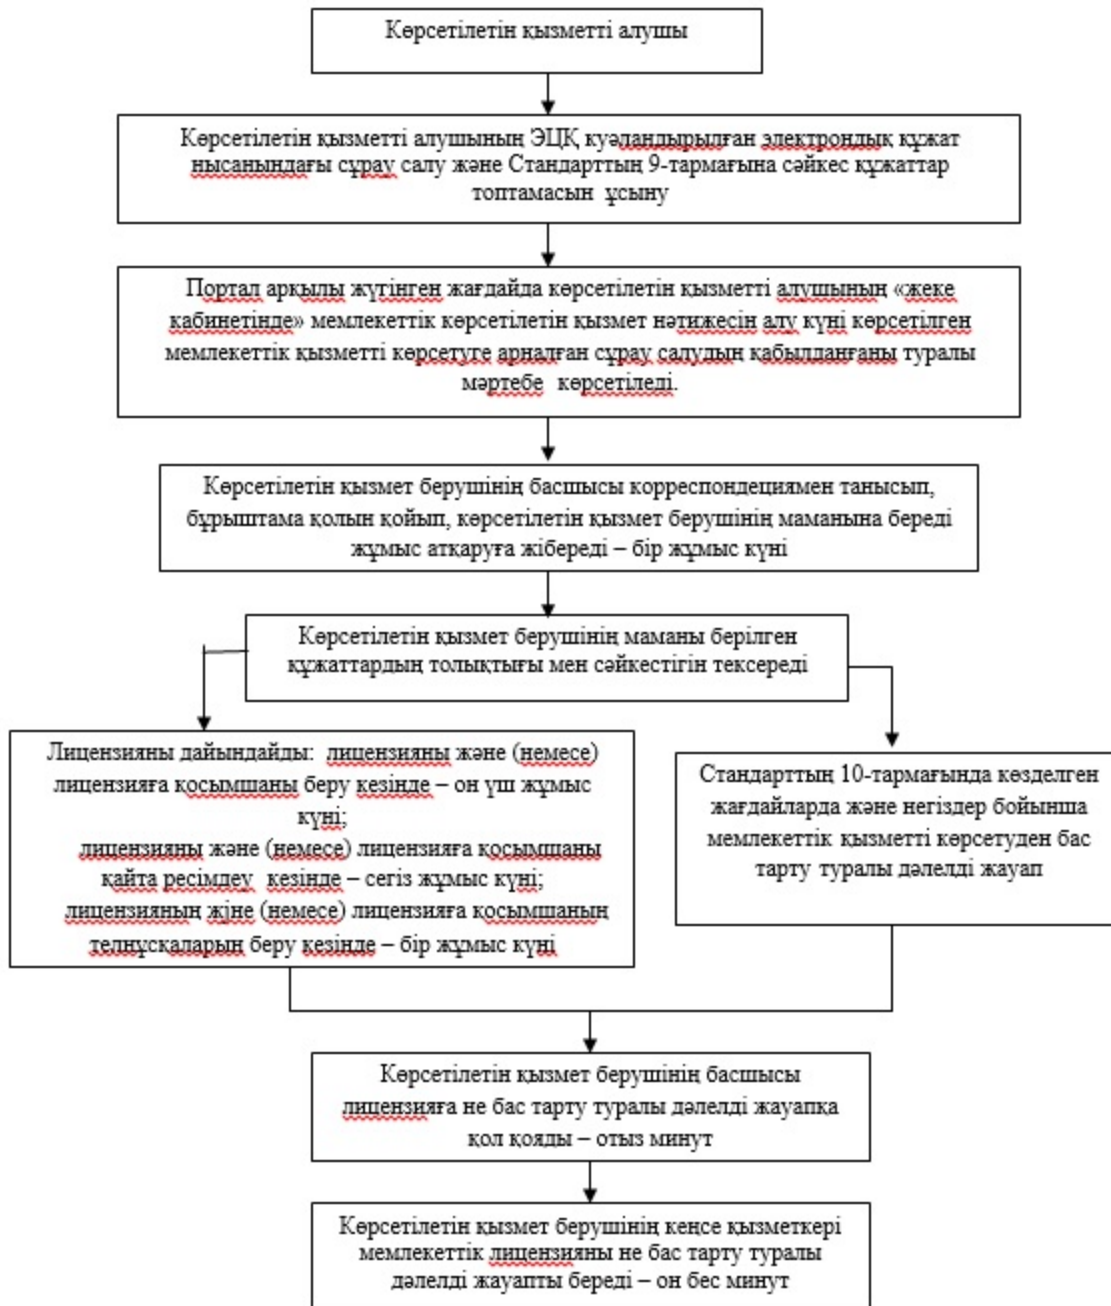 Көрсетілетін қызметті алушы
Көрсетілетін қызметті алушының ЭЦҚ куәландырылған электрондық құжат
нысанындағы сұрау салу және Стандарттың 9-тармағына сәйкес құжаттар
топтамасын ұсыну
Портал арқылы жүгінген жағдайда көрсетілетін қызметті алушының «жеке
кабинетінде» мемлекеттік көрсетілетін қызмет нәтижесін алу күні көрсетілген
мемлекеттік қызметті көрсетуге арналған сұрау салудың қабылданғаны туралы
мәртебе көрсетіледі.
Көрсетілетін қызмет берушінің басшысы корреспондециямен танысып,
бұрыштама қолын қойып, көрсетілетін қызмет берушінің маманына береді
жұмыс атқаруға жібереді – бір жұмыс күні
Көрсетілетін қызмет берушінің маманы берілген
құжаттардың толықтығы мен сәйкестігін тексереді
Лицензияны дайындайды: лицензияны және (немесе)
лицензияға қосымшаны беру кезінде – он үш жұмыс
күні;
лицензияны және (немесе) лицензияға қосымшаны
қайта ресімдеу кезінде – сегіз жұмыс күні;
лицензияның жіне (немесе) лицензияға қосымшаның
телнұсқаларын беру кезінде – бір жұмыс күні
Стандарттың 10-тармағында көзделген
жағдайларда және негіздер бойынша
мемлекеттік қызметті көрсетуден бас
тарту туралы дәлелді жауап
Көрсетілетін қызмет берушінің басшысы
лицензияға не бас тарту туралы дәлелді жауапқа
қол қояды – отыз минут
Көрсетілетін қызмет берушінің кеңсе қызметкері
мемлекеттік лицензияны не бас тарту туралы
дәлелді жауапты береді – он бес минут